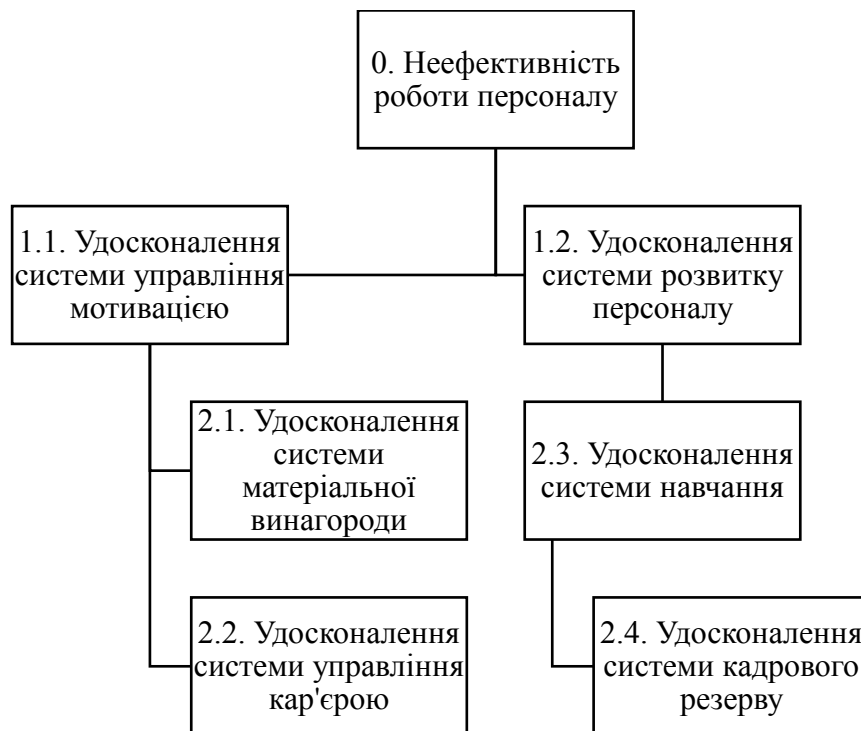 0. Неефективність
роботи персоналу
1.1. Удосконалення
системи управління
мотивацією
1.2. Удосконалення
системи розвитку
персоналу
2.1. Удосконалення
системи
матеріальної
винагороди
2.3. Удосконалення
системи навчання
2.2. Удосконалення
системи управління
кар'єрою
2.4. Удосконалення
системи кадрового
резерву